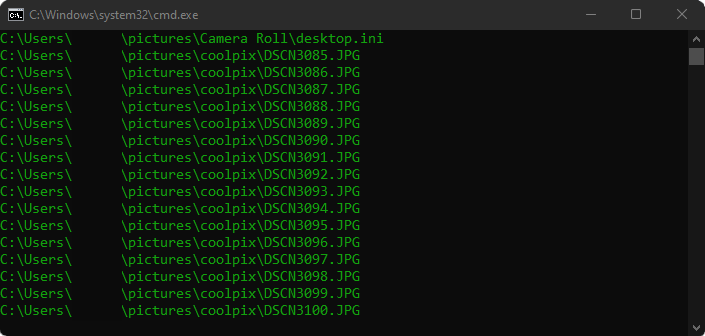 C:\Windows\system32\cmd.exe
C:\Users\      \pictures\Camera Roll\desktop.ini
C:\Users\      \pictures\coolpix\DSCN3085.JPG
C:\Users\      \pictures\coolpix\DSCN3086.JPG
C:\Users\      \pictures\coolpix\DSCN3087.JPG
C:\Users\      \pictures\coolpix\DSCN3088.JPG
C:\Users\      \pictures\coolpix\DSCN3089.JPG
C:\Users\      \pictures\coolpix\DSCN3090.JPG
C:\Users\      \pictures\coolpix\DSCN3091.JPG
C:\Users\      \pictures\coolpix\DSCN3092.JPG
C:\Users\      \pictures\coolpix\DSCN3093.JPG
C:\Users\      \pictures\coolpix\DSCN3094.JPG
C:\Users\      \pictures\coolpix\DSCN3095.JPG
C:\Users\      \pictures\coolpix\DSCN3096.JPG
C:\Users\      \pictures\coolpix\DSCN3097.JPG
C:\Users\      \pictures\coolpix\DSCN3098.JPG
C:\Users\      \pictures\coolpix\DSCN3099.JPG
C:\Users\      \pictures\coolpix\DSCN3100.JPG